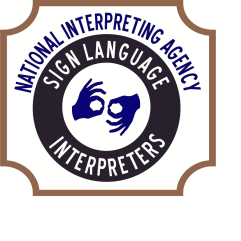 NATIONAL INTERPRETING AGENCY
SIGN LANGUAGE
INTERPRETERS